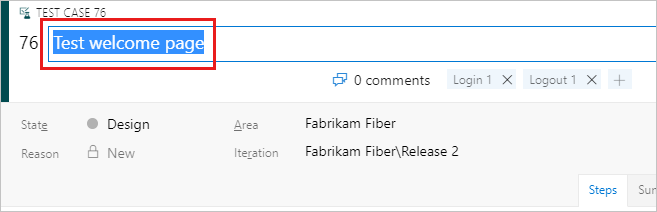 TEST CASE 76
76 Test welcome page
0 comments Login 1 Logout 1
State Design Area Fabrikam Fiber
Reason New Iteration Fabrikam Fiber\Release 2
Steps